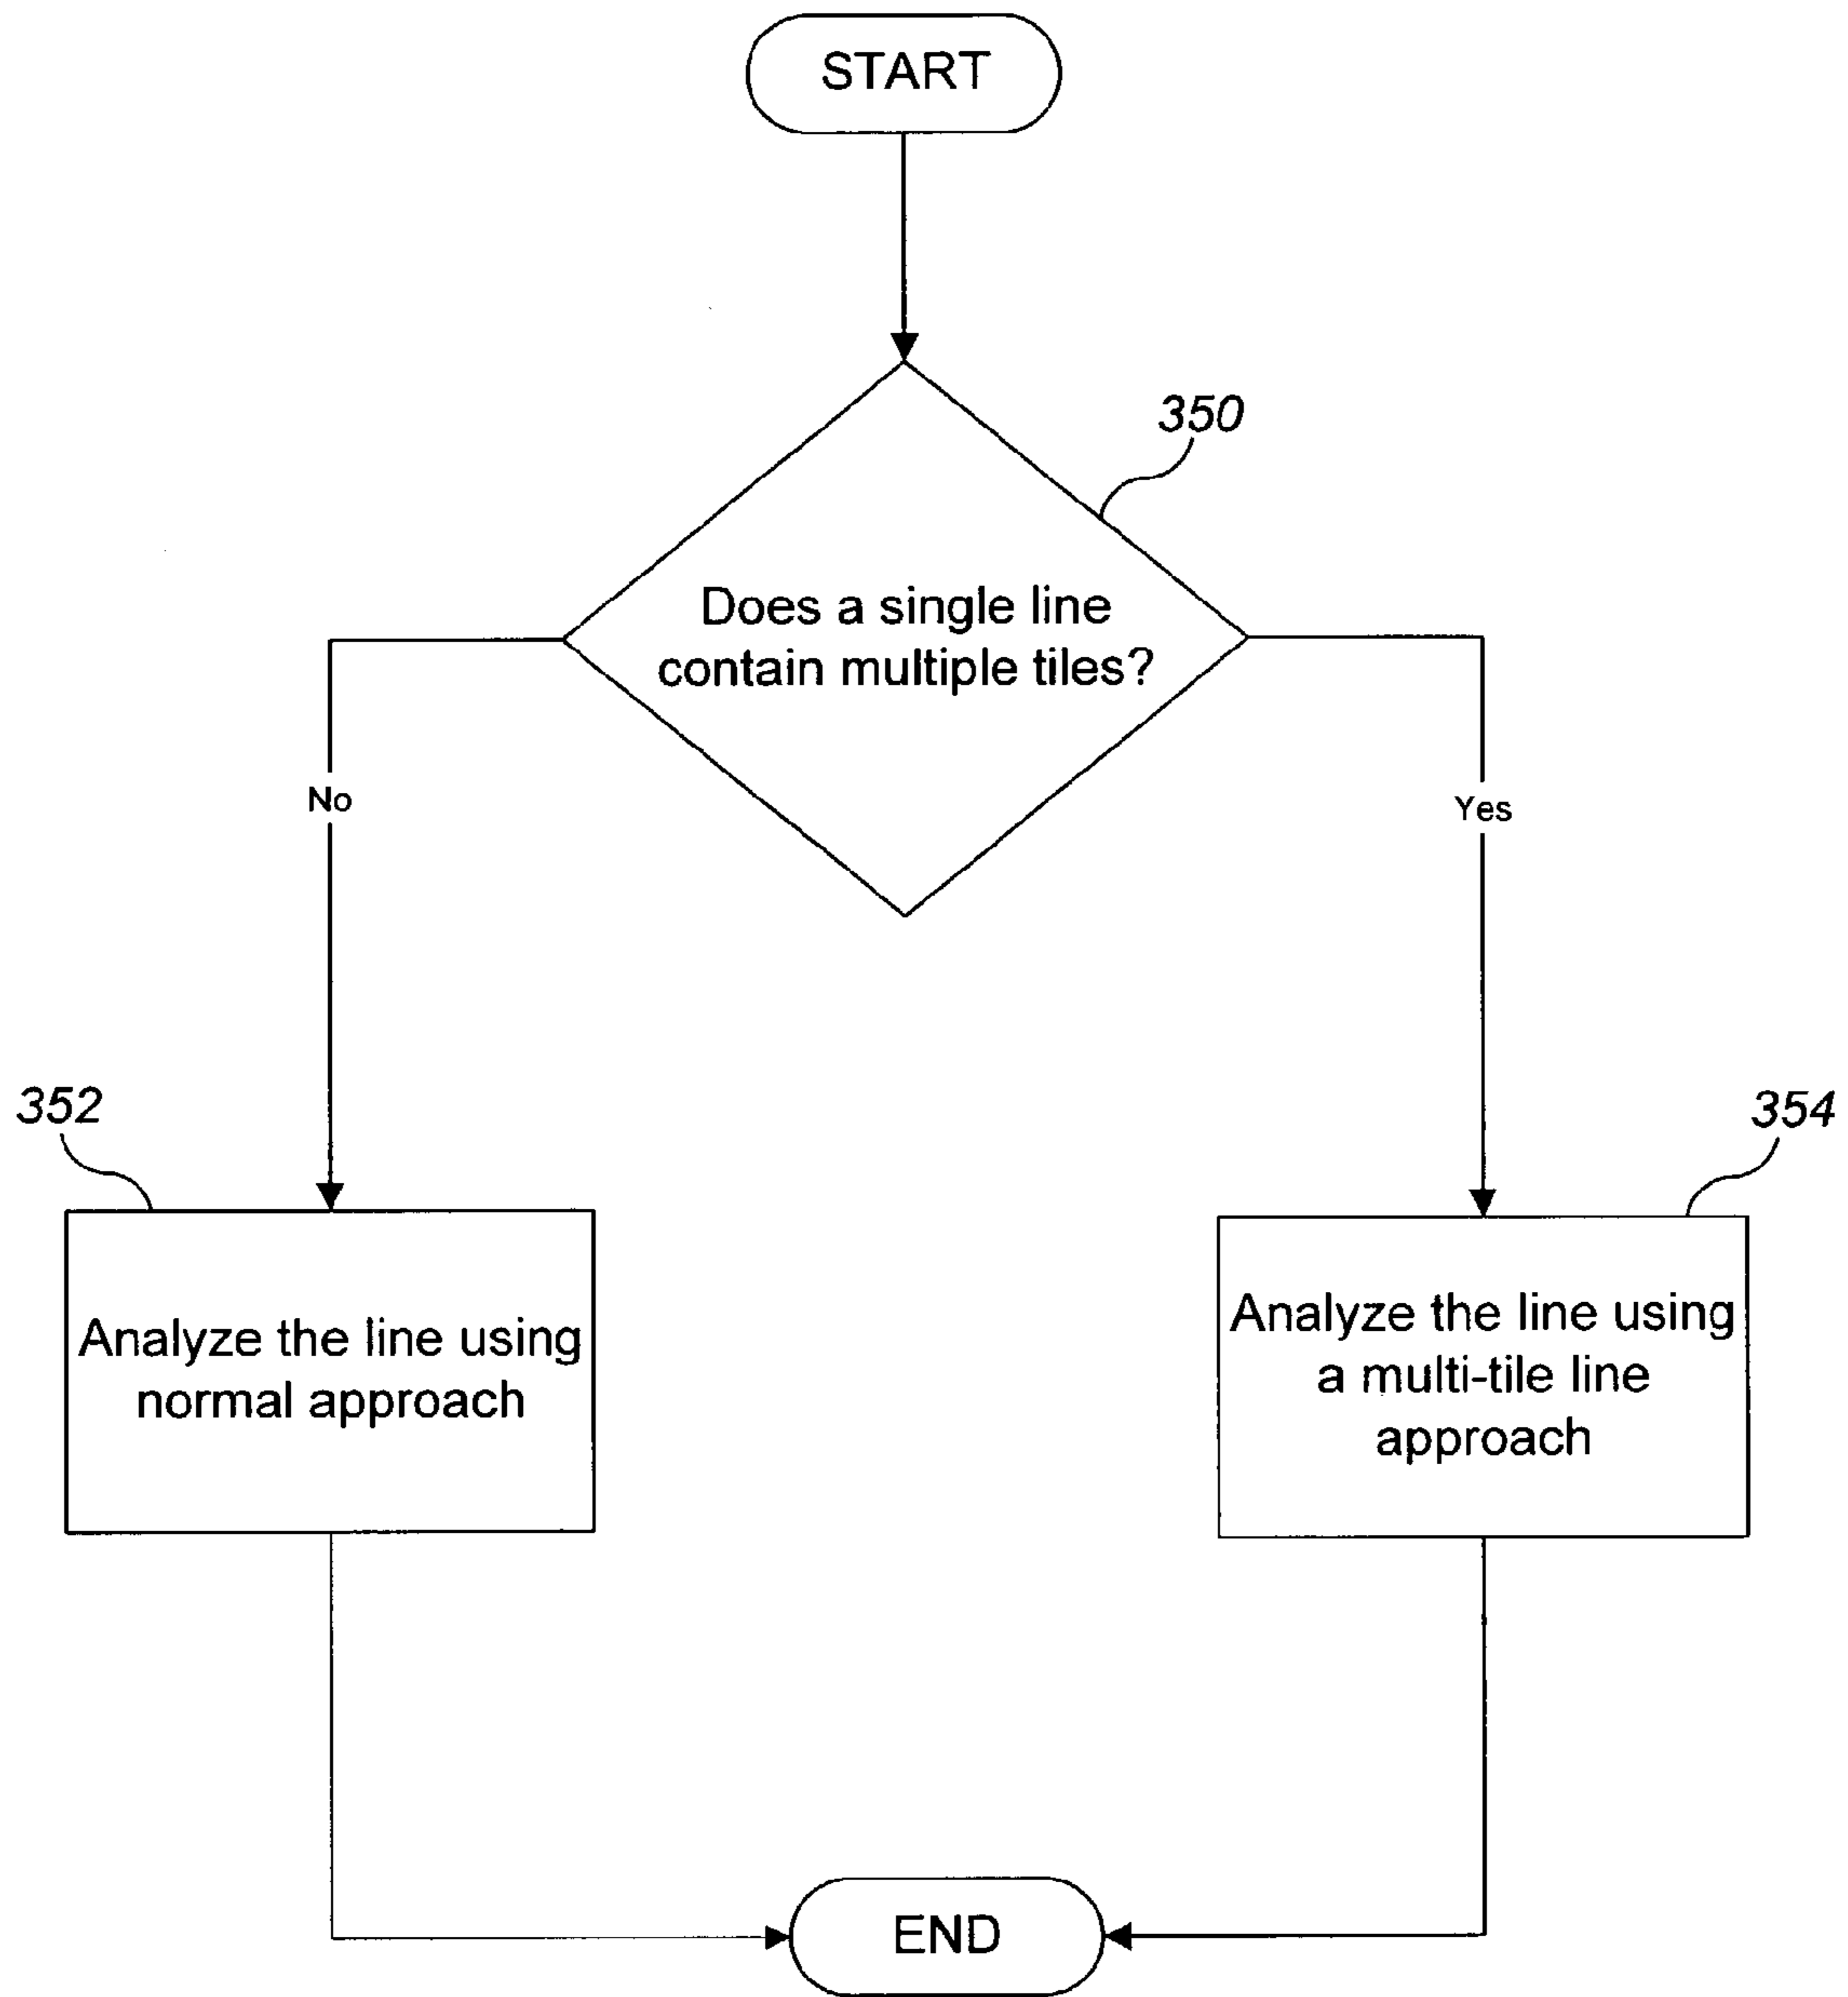 START
350
Does a single line
contain multiple tiles?
No
Yes
352
354
Analyze the line using
normal approach
Analyze the line using
a multi-tile line
approach
END